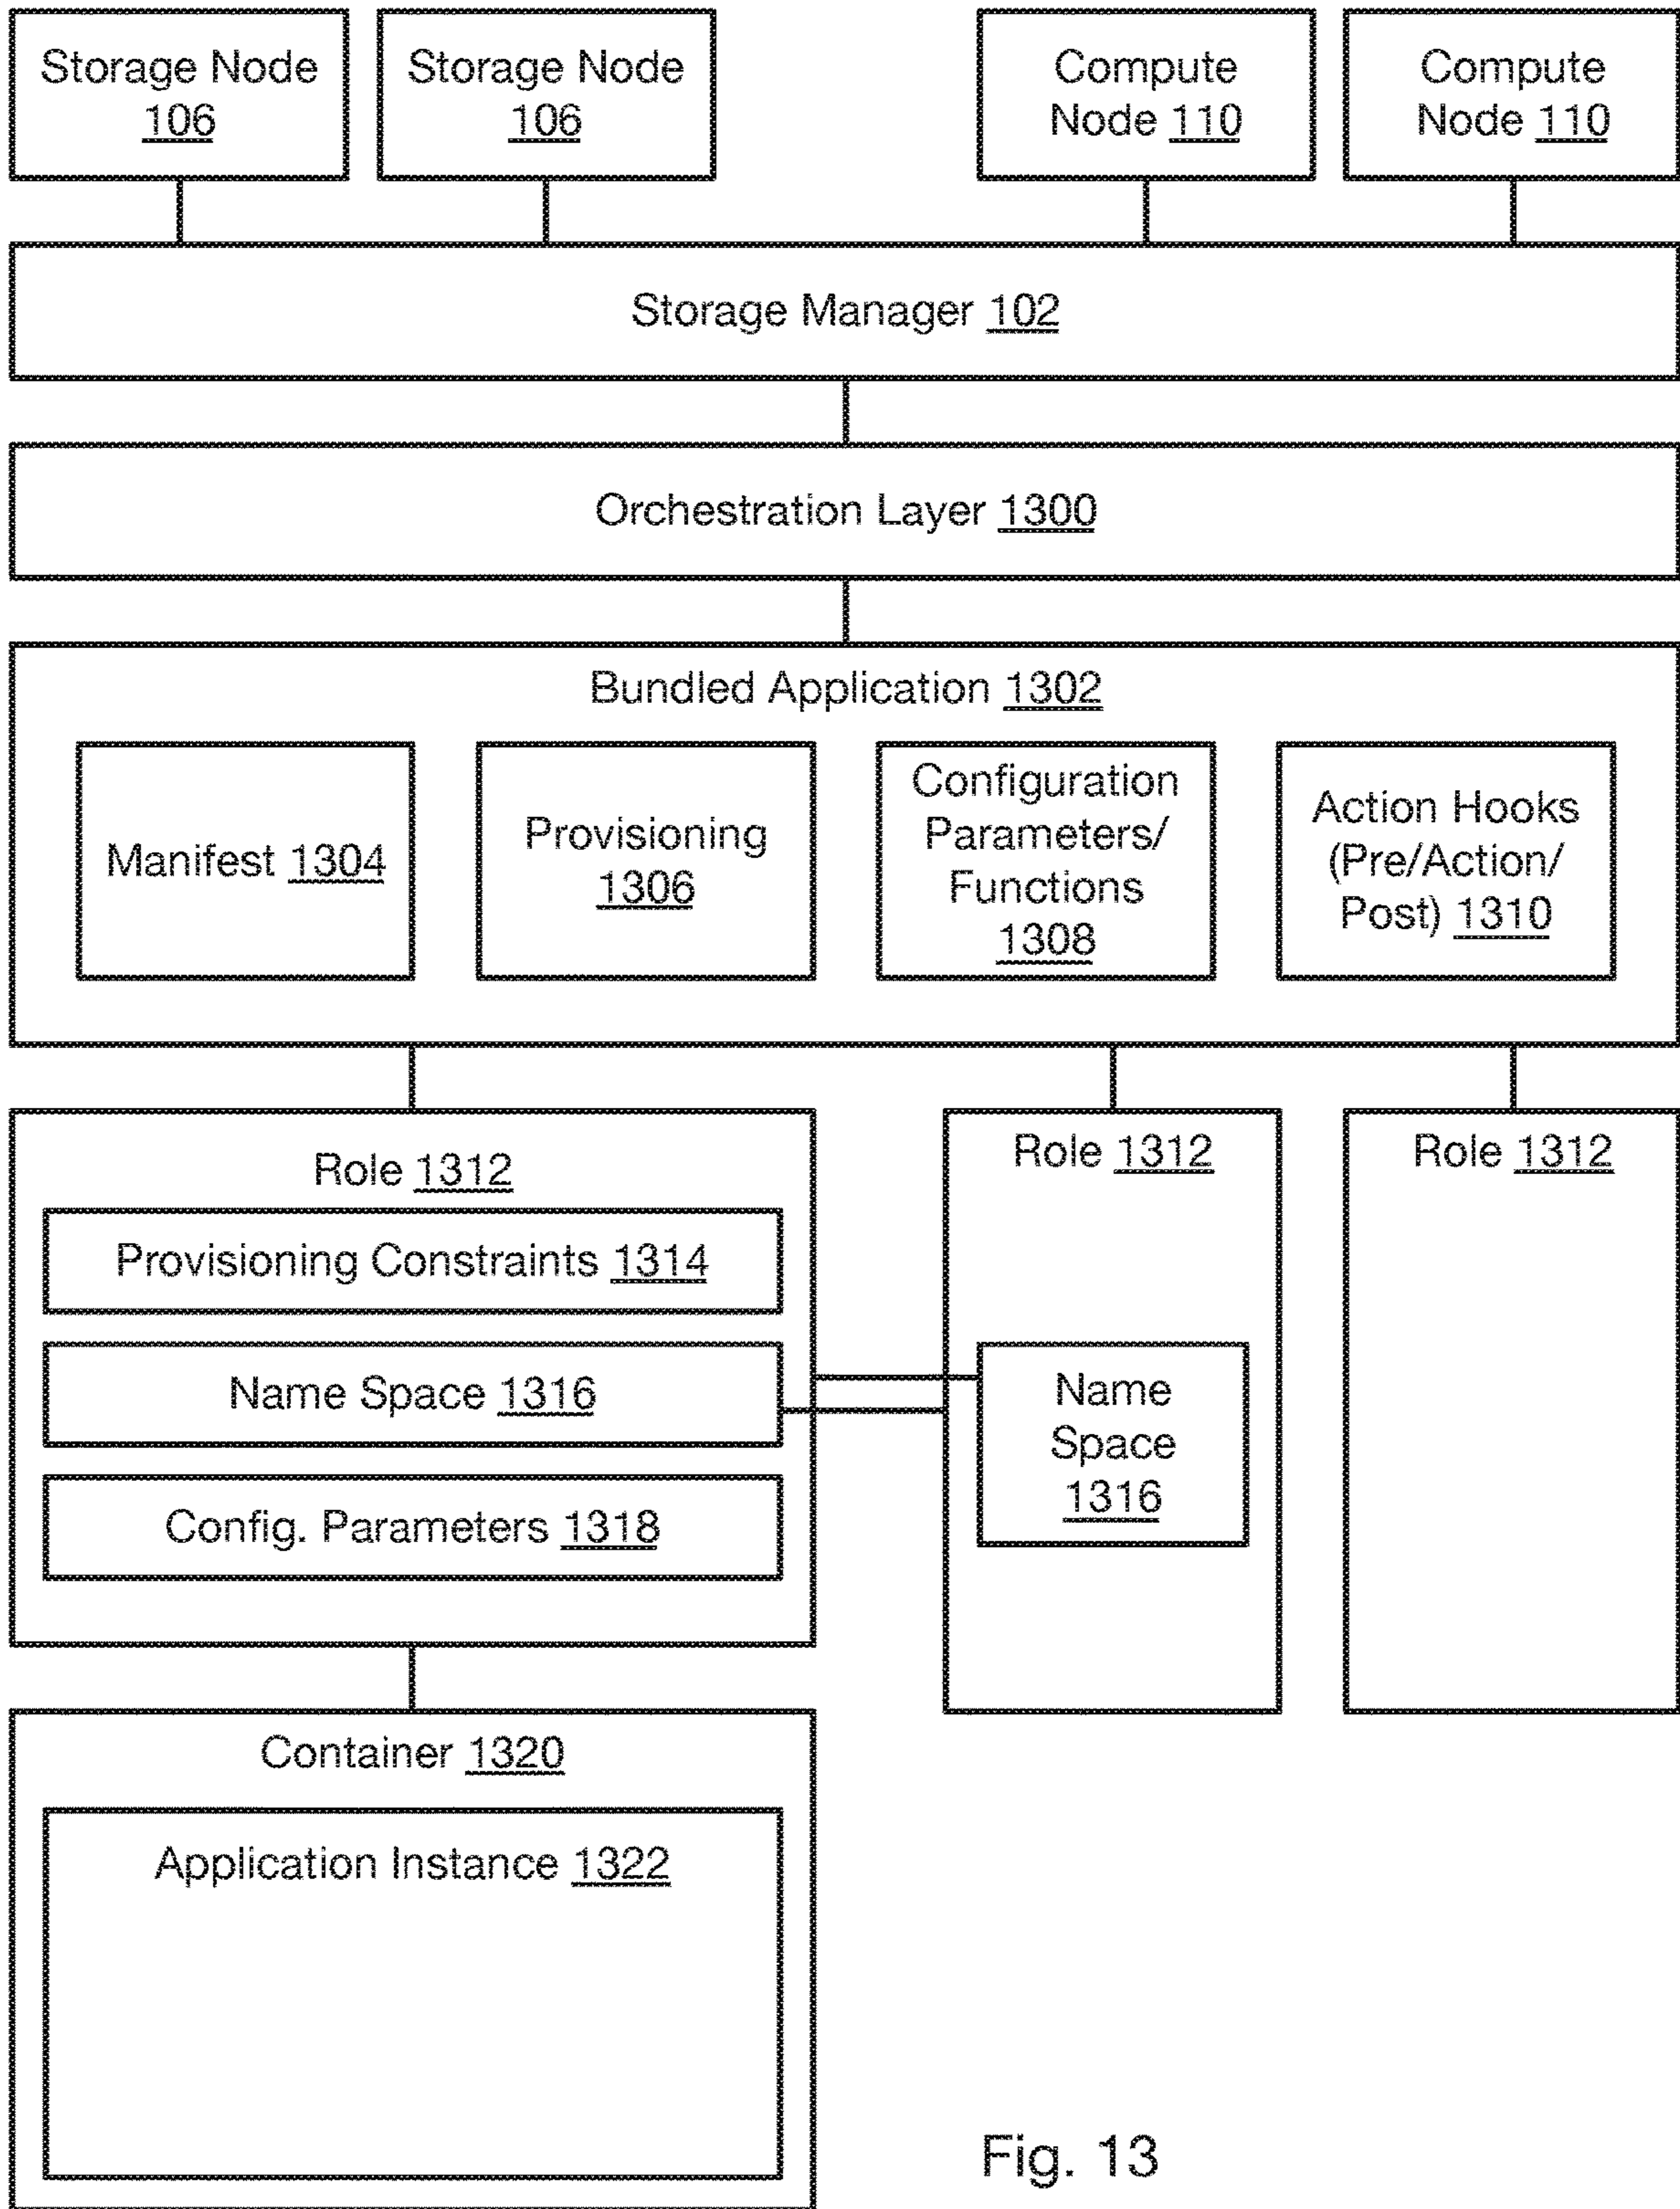 Storage Node
106
Storage Node
106
Compute
Node 110
Compute
Node 110
Storage Manager 102
Orchestration Layer 1300
Bundled Application 1302
Manifest 1304
Provisioning
1306
Configuration
Parameters/
Functions
1308
Action Hooks
(Pre/Action/
Post) 1310
Role 1312
Provisioning Constraints 1314
Name Space 1316
Config. Parameters 1318
Role 1312
Name
Space
1316
Role 1312
Container 1320
Application Instance 1322
Fig. 13